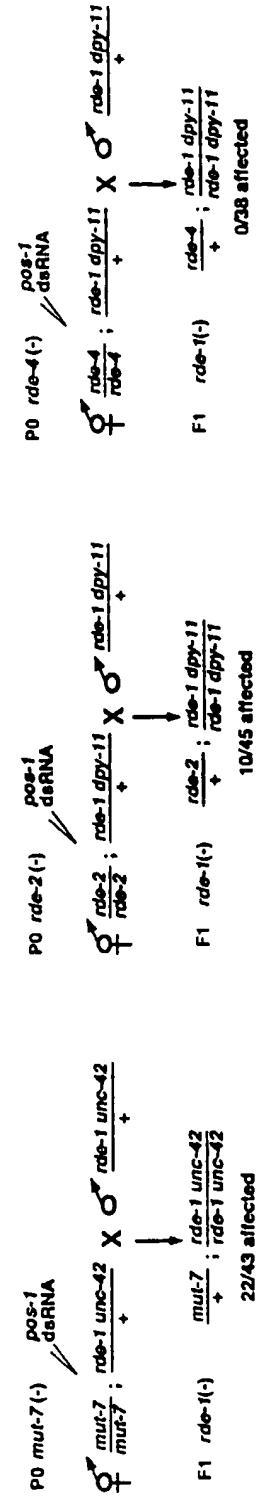 P0 mut-7 (-)
pos-1
dsRNA
mut-7
mut-7
;
rde-1 unc-42
+
X
rde-1 unc-42
+
F1 rde-1(-)
mut-7
+
;
rde-1 unc-42
rde-1 unc-42
22/43 affected
P0 rde-2 (-)
pos-1
dsRNA
rde-2
rde-2
;
rde-1 dpy-11
+
X
rde-1 dpy-11
+
F1 rde-1(-)
rde-2
+
;
rde-1 dpy-11
rde-1 dpy-11
10/45 affected
P0 rde-4 (-)
pos-1
dsRNA
rde-4
rde-4
;
rde-1 dpy-11
+
X
rde-1 dpy-11
+
F1 rde-1(-)
rde-4
+
;
rde-1 dpy-11
rde-1 dpy-11
0/38 affected